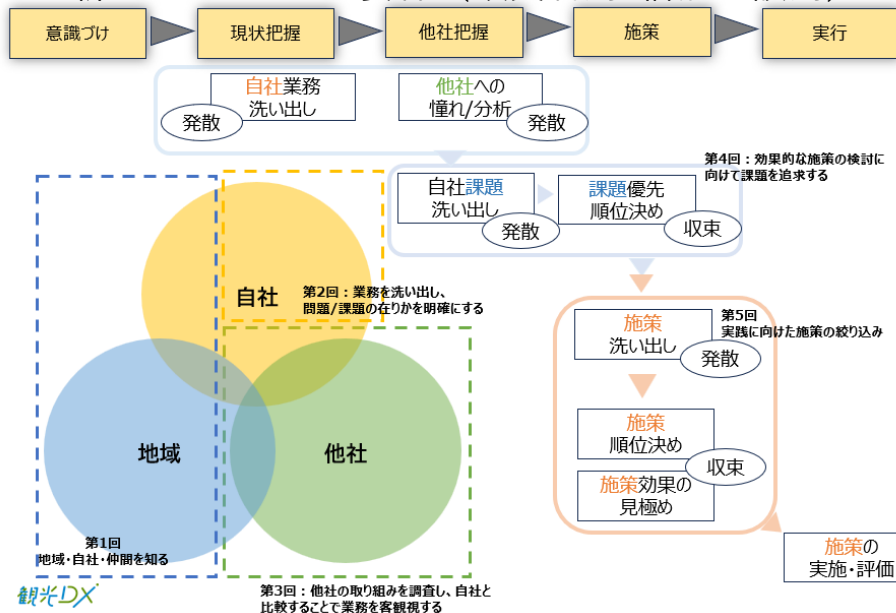 意識づけ
現状把握
他社把握
施策
実行
自社業務
洗い出し
発散
他社への
憧れ/分析
発散
第4回：効果的な施策の検討に
向けて課題を追求する
自社課題
洗い出し
発散
課題優先
順位決め
収束
自社
第2回：業務を洗い出し、
問題/課題の在りかを明確にする
第5回
実践に向けた施策の絞り込み
施策
洗い出し
発散
地域
他社
施策
順位決め
収束
施策効果の
見極め
第1回
地域・自社・仲間を知る
施策の
実施・評価
第3回：他社の取り組みを調査し、自社と
比較することで業務を客観視する
観光DX